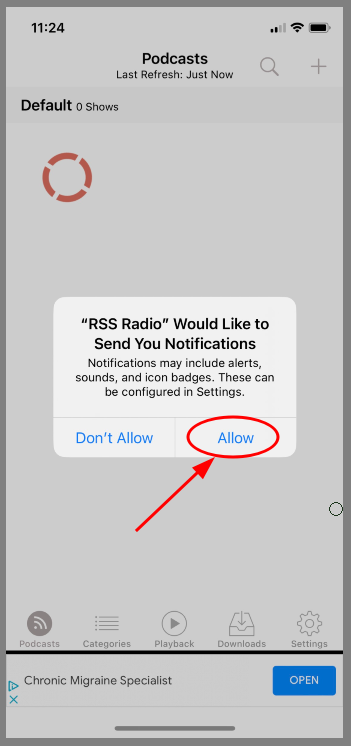 11:24
Podcasts
Last Refresh: Just Now
Default 0 Shows
“RSS Radio” Would Like to
Send You Notifications
Notifications may include alerts,
sounds, and icon badges. These can
be configured in Settings.
Don’t Allow Allow
Podcasts Categories Playback Downloads Settings
Chronic Migraine Specialist OPEN